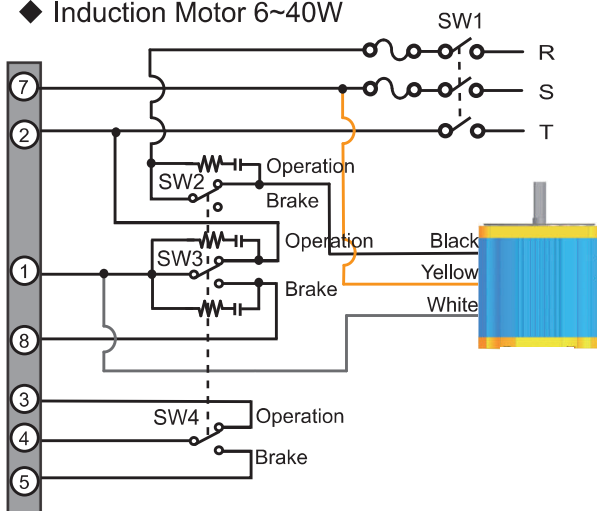 ◆ Induction Motor 6~40W
SW1
R
7
S
2
T
Operation
SW2
Brake
Operation
Black
SW3
1
Yellow
Brake
White
8
3
SW4
Operation
4
Brake
5